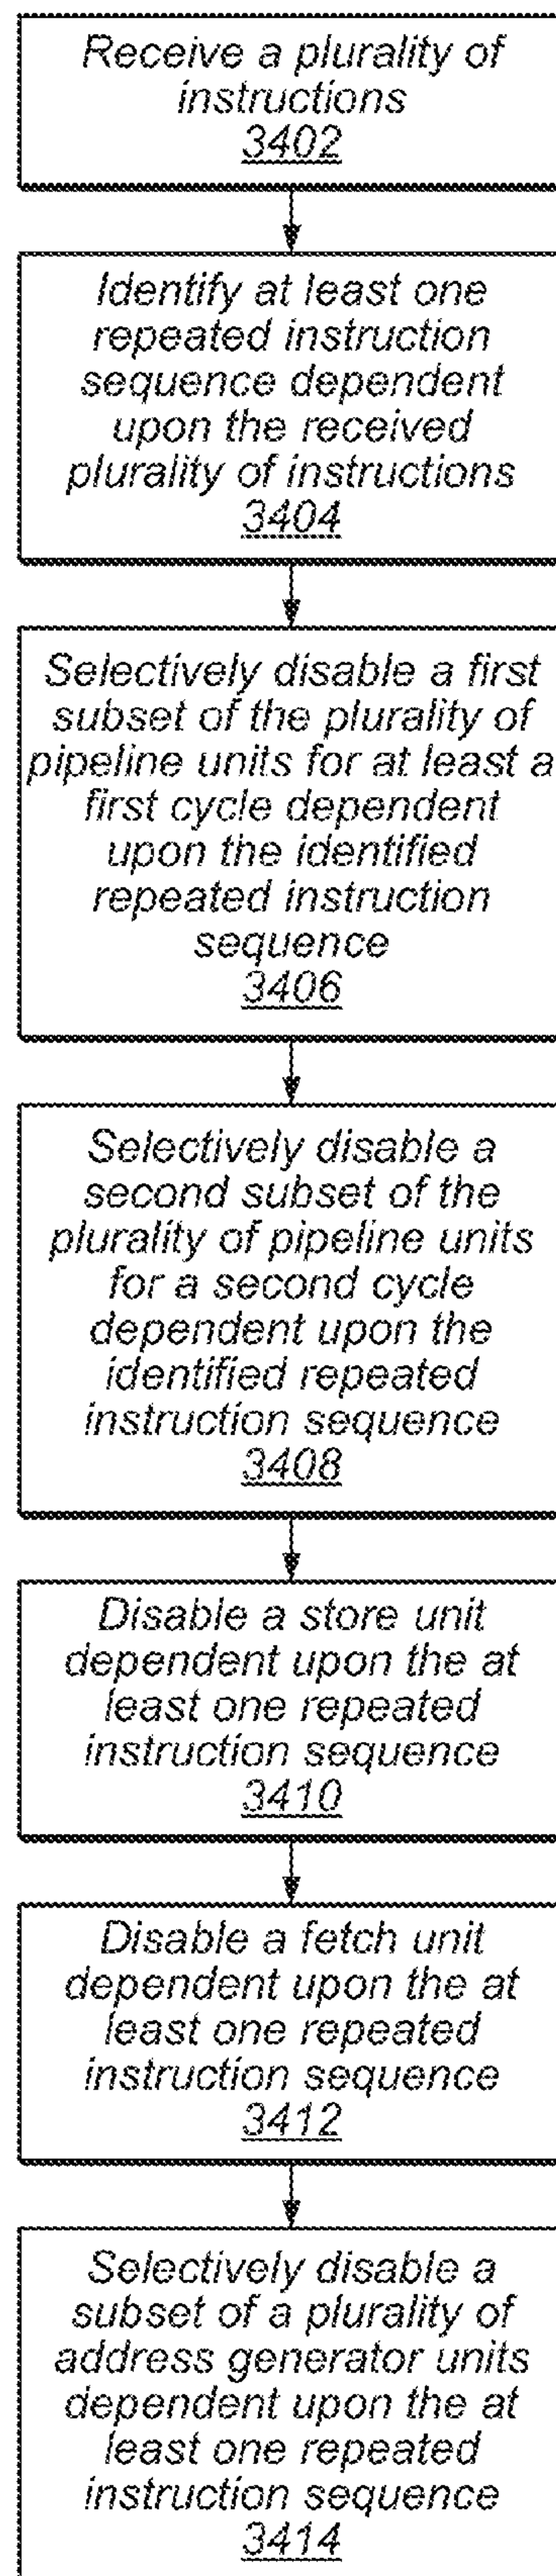 Receive a plurality of
instructions
3402
Identify at least one
repeated instruction
sequence dependent
upon the received
plurality of instructions
3404
Selectively disable a first
subset of the plurality of
pipeline units for at least a
first cycle dependent
upon the identified
repeated instruction
sequence
3406
Selectively disable a
second subset of the
plurality of pipeline units
for a second cycle
dependent upon the
identified repeated
instruction sequence
3408
Disable a store unit
dependent upon the at
least one repeated
instruction sequence
3410
Disable a fetch unit
dependent upon the at
least one repeated
instruction sequence
3412
Selectively disable a
subset of a plurality of
address generator units
dependent upon the at
least one repeated
instruction sequence
3414